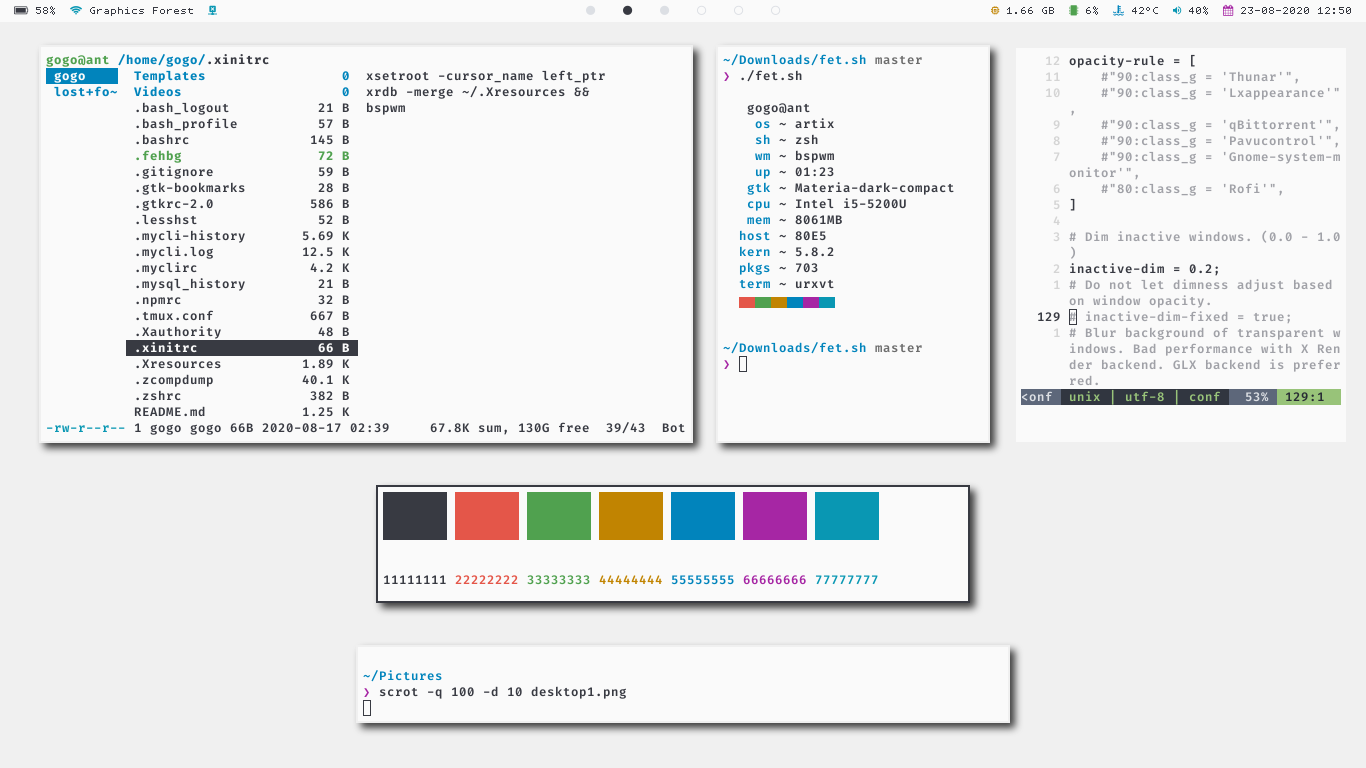 58% Graphics Forest 1.66 GB 6% 42°C 40% 23-08-2020 12:50
gogo@ant /home/gogo/.xinitrc
gogo Templates 0 xsetroot -cursor_name left_ptr
lost+fo~ Videos 0 xrdb -merge ~/.Xresources &&
.bash_logout 21 B bspwm
.bash_profile 57 B
.bashrc 145 B
.fehbg 72 B
.gitignore 59 B
.gtk-bookmarks 28 B
.gtkrc-2.0 586 B
.lesshst 52 B
.mycli-history 5.69 K
.mycli.log 12.5 K
.myclirc 4.2 K
.mysql_history 21 B
.npmrc 32 B
.tmux.conf 667 B
.Xauthority 48 B
.xinitrc 66 B
.Xresources 1.89 K
.zcompdump 40.1 K
.zshrc 382 B
README.md 1.25 K
-rw-r--r-- 1 gogo gogo 66B 2020-08-17 02:39 67.8K sum, 130G free 39/43 Bot
~/Downloads/fet.sh master
❯ ./fet.sh
gogo@ant
os ~ artix
sh ~ zsh
wm ~ bspwm
up ~ 01:23
gtk ~ Materia-dark-compact
cpu ~ Intel i5-5200U
mem ~ 8061MB
host ~ 80E5
kern ~ 5.8.2
pkgs ~ 703
term ~ urxvt
~/Downloads/fet.sh master
❯
12 opacity-rule = [
11 #"90:class_g = 'Thunar'",
10 #"90:class_g = 'Lxappearance'"
,
9 #"90:class_g = 'qBittorrent'",
8 #"90:class_g = 'Pavucontrol'",
7 #"90:class_g = 'Gnome-system-m
onitor'",
6 #"80:class_g = 'Rofi'",
5 ]
4
3 # Dim inactive windows. (0.0 - 1.0
)
2 inactive-dim = 0.2;
1 # Do not let dimness adjust based
on window opacity.
129 # inactive-dim-fixed = true;
1 # Blur background of transparent w
indows. Bad performance with X Ren
der backend. GLX backend is prefer
red.
<onf unix | utf-8 | conf 53% 129:1
11111111 22222222 33333333 44444444 55555555 66666666 77777777
~/Pictures
❯ scrot -q 100 -d 10 desktop1.png